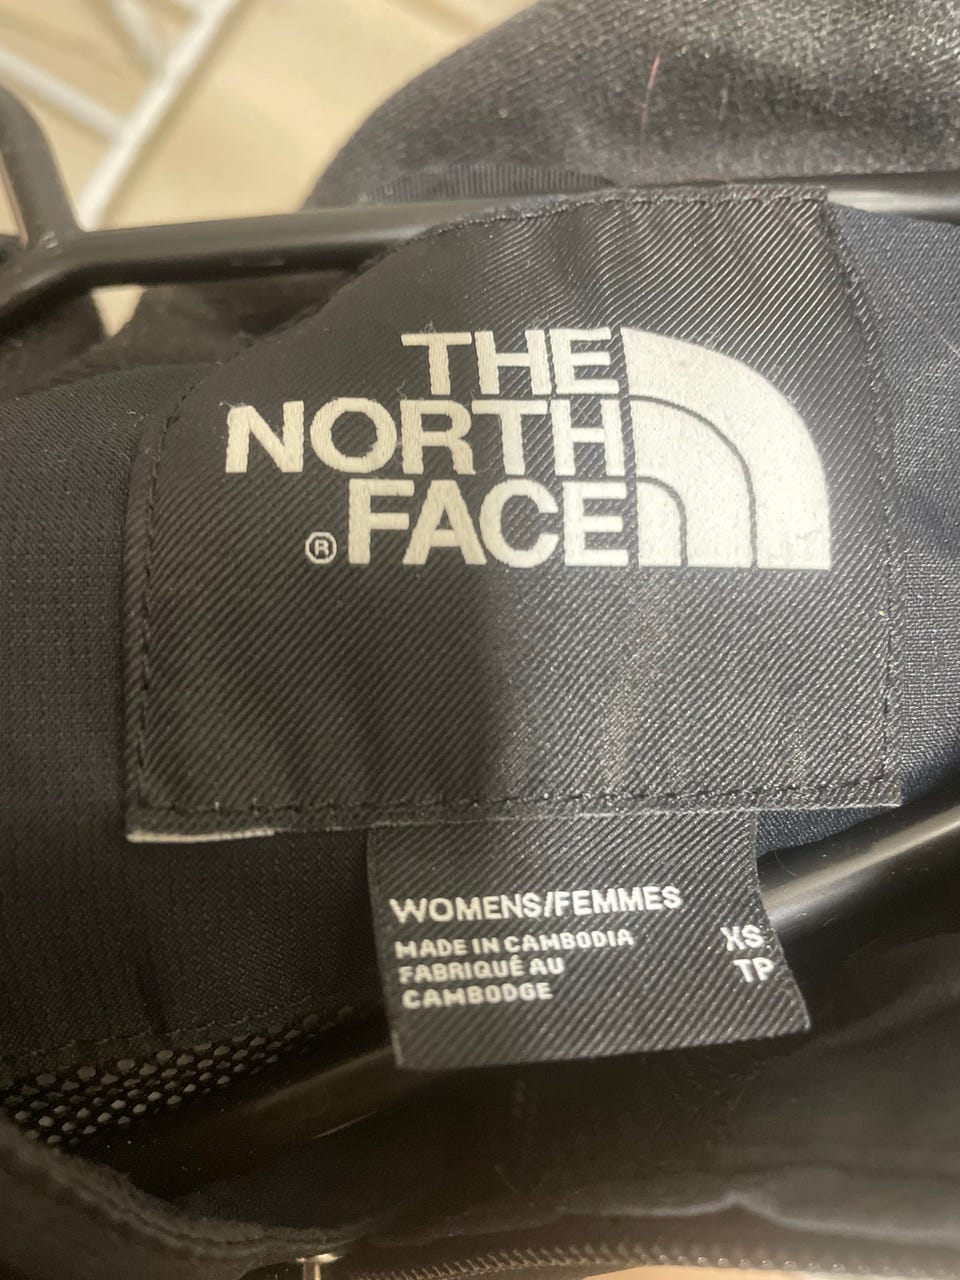 THE
NORTH
® FACE
WOMENS/FEMMES
MADE IN CAMBODIA XS
FABRIQUÉ AU TP
CAMBODGE